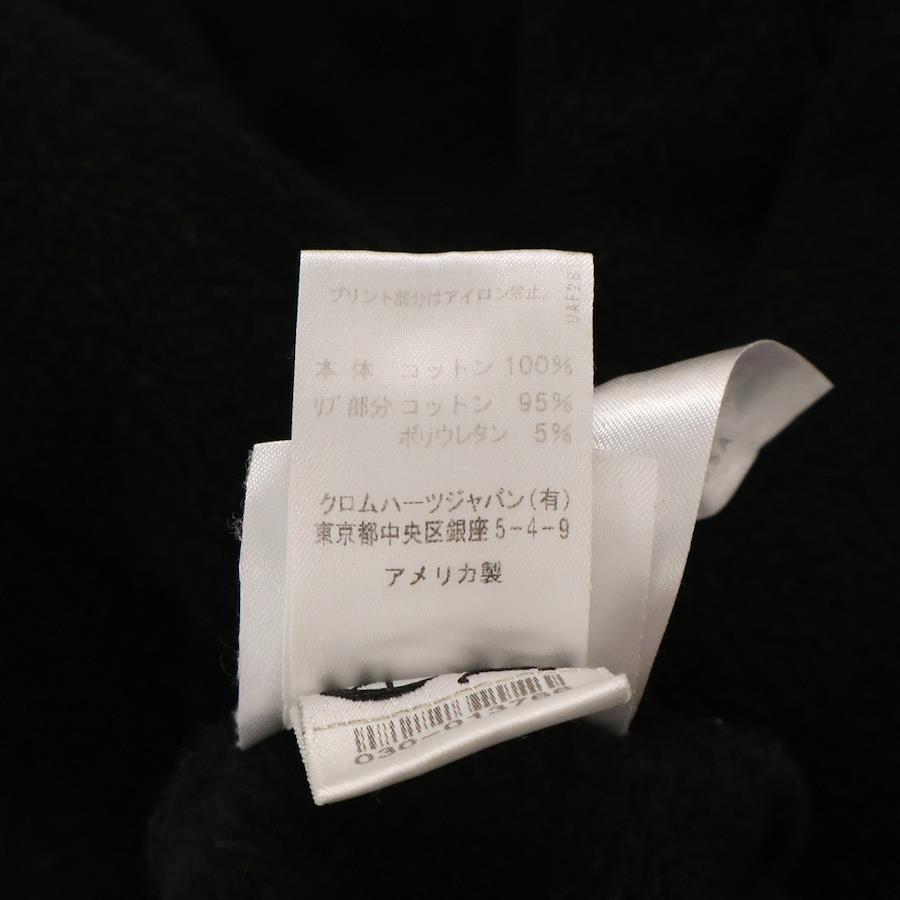 プリント部分はアイロン禁止。
UAF28
本 体 コットン 100%
リブ部分 コットン 95%
ポリウレタン 5%
クロムハーツジャパン(有)
東京都中央区銀座5-4-9
アメリカ製
030-013766